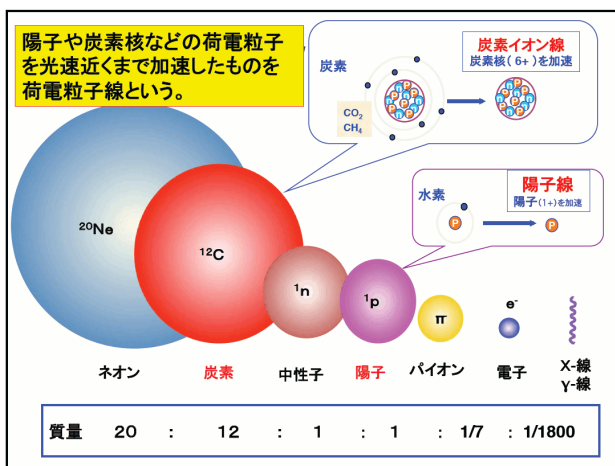 陽子や炭素核などの荷電粒子
を光速近くまで加速したものを
荷電粒子線という。
炭素
CO2
CH4
n
P
炭素イオン線
炭素核(6+)を加速
水素
P
陽子線
陽子(1+)を加速
P
20Ne
12C
1n
1p
π
e-
ネオン
炭素
中性子
陽子
パイオン
電子
X-線
γ-線
質量 20 : 12 : 1 : 1 : 1/7 : 1/1800